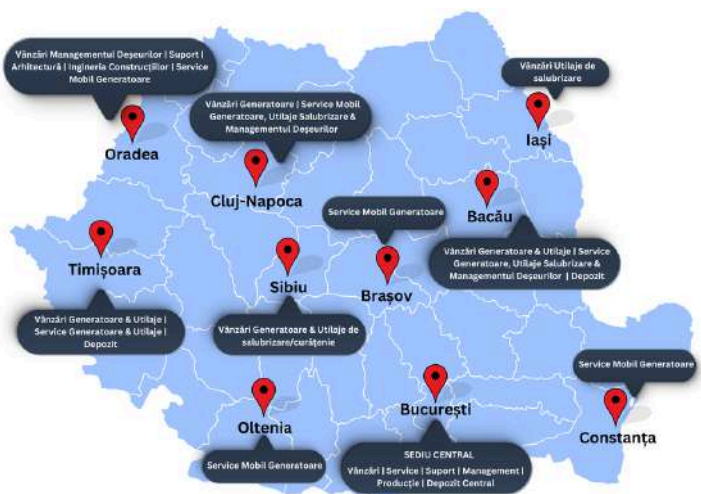 Vânzări Managementul Deșeurilor | Suport |
Arhitectură | Ingineria Construcțiilor | Service
Mobil Generatoare
Oradea
Vânzări Generatoare | Service Mobil
Generatoare, Utilaje Salubrizare &
Managementul Deșeurilor
Cluj-Napoca
Vânzări Utilaje de
salubrizare
Iași
Bacău
Vânzări Generatoare & Utilaje | Service
Generatoare, Utilaje Salubrizare &
Managementul Deșeurilor | Depozit
Service Mobil Generatoare
Brașov
Timișoara
Vânzări Generatoare & Utilaje |
Service Generatoare & Utilaje |
Depozit
Sibiu
Vânzări Generatoare & Utilaje de
salubrizare/curățenie
Service Mobil Generatoare
Constanța
Oltenia
Service Mobil Generatoare
București
SEDIU CENTRAL
Vânzări | Service | Suport | Management |
Producție | Depozit Central